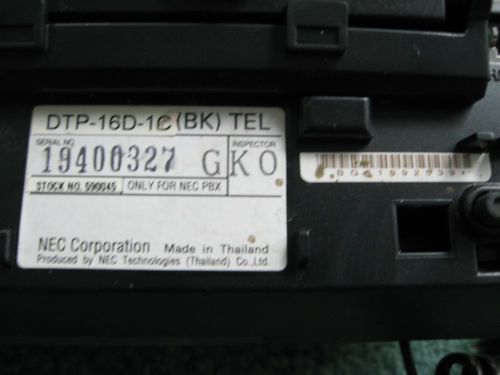 DTP-16D-1C (BK) TEL
SERIAL NO. INSPECTOR
19400327 G K O
STOCK NO. 590045 ONLY FOR NEC PBX
NEC Corporation Made in Thailand
Produced by NEC Technologies (Thailand) Co.,Ltd.